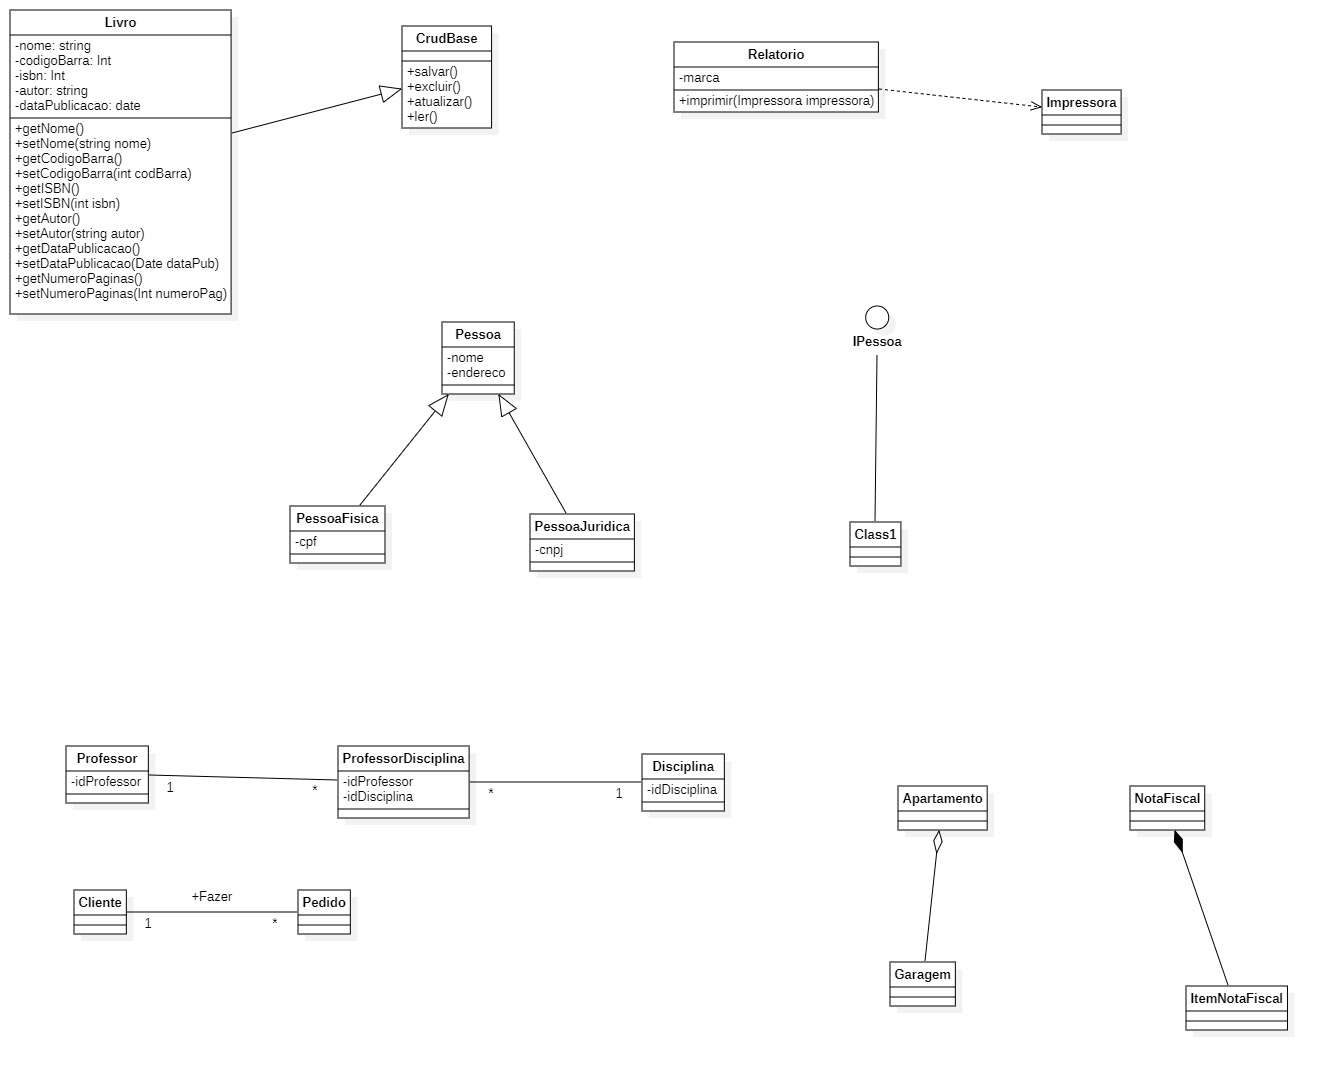 Livro
-nome: string
-codigoBarra: Int
-isbn: Int
-autor: string
-dataPublicacao: date
+getNome()
+setNome(string nome)
+getCodigoBarra()
+setCodigoBarra(int codBarra)
+getISBN()
+setISBN(int isbn)
+getAutor()
+setAutor(string autor)
+getDataPublicacao()
+setDataPublicacao(Date dataPub)
+getNumeroPaginas()
+setNumeroPaginas(Int numeroPag)
CrudBase
+salvar()
+excluir()
+atualizar()
+ler()
Relatorio
-marca
+imprimir(Impressora impressora)
Impressora
Pessoa
-nome
-endereco
PessoaFisica
-cpf
PessoaJuridica
-cnpj
IPessoa
Class1
Professor
-idProfessor
1
*
ProfessorDisciplina
-idProfessor
-idDisciplina
*
1
Disciplina
-idDisciplina
Cliente
1
+Fazer
*
Pedido
Apartamento
Garagem
NotaFiscal
ItemNotaFiscal